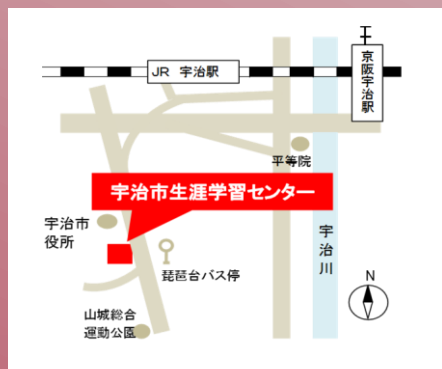 JR 宇治駅
京阪宇治駅
平等院
宇治市生涯学習センター
宇治市
役所
琵琶台バス停
宇治川
N
山城総合
運動公園